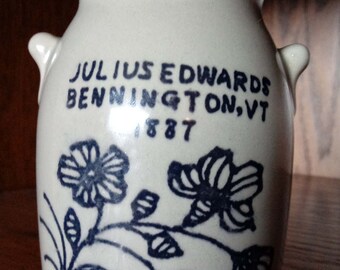 JULIUS EDWARDS
BENNINGTON, VT
1887